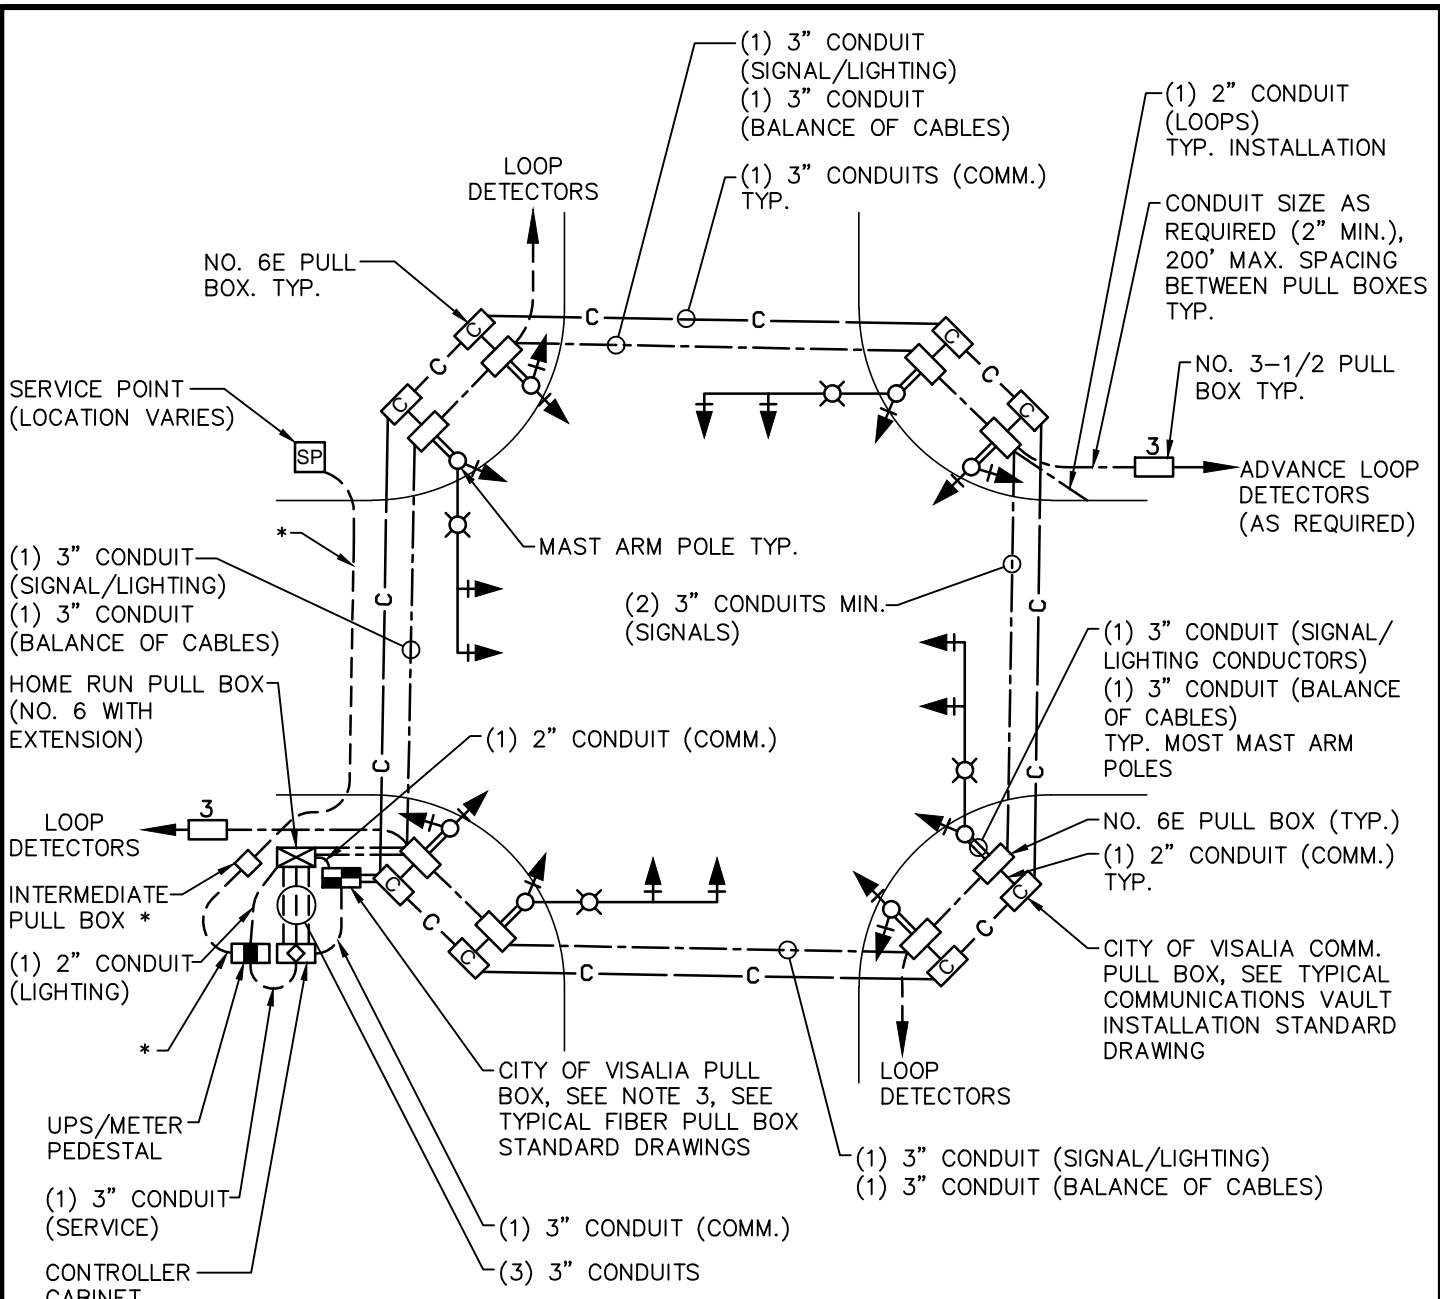 (1) 3” CONDUIT
(SIGNAL/LIGHTING)
(1) 3” CONDUIT
(BALANCE OF CABLES)
(1) 2” CONDUIT
(LOOPS)
TYP. INSTALLATION
LOOP
DETECTORS
(1) 3” CONDUITS (COMM.)
TYP.
CONDUIT SIZE AS
REQUIRED (2” MIN.),
200’ MAX. SPACING
BETWEEN PULL BOXES
TYP.
NO. 6E PULL
BOX. TYP.
C
C
C
C
C
C
NO. 3-1/2 PULL
BOX TYP.
SERVICE POINT
(LOCATION VARIES)
C
C
SP
3
ADVANCE LOOP
DETECTORS
(AS REQUIRED)
*
MAST ARM POLE TYP.
(1) 3” CONDUIT
(SIGNAL/LIGHTING)
(1) 3” CONDUIT
(BALANCE OF CABLES)
C
(2) 3” CONDUITS MIN.
(SIGNALS)
C
(1) 3” CONDUIT (SIGNAL/
LIGHTING CONDUCTORS)
(1) 3” CONDUIT (BALANCE
OF CABLES)
TYP. MOST MAST ARM
POLES
HOME RUN PULL BOX
(NO. 6 WITH
EXTENSION)
(1) 2” CONDUIT (COMM.)
C
C
3
LOOP
DETECTORS
NO. 6E PULL BOX (TYP.)
(1) 2” CONDUIT (COMM.)
TYP.
INTERMEDIATE
PULL BOX *
C
C
C
C
(1) 2” CONDUIT
(LIGHTING)
C
C
C
C
CITY OF VISALIA COMM.
PULL BOX, SEE TYPICAL
COMMUNICATIONS VAULT
INSTALLATION STANDARD
DRAWING
*
CITY OF VISALIA PULL
BOX, SEE NOTE 3, SEE
TYPICAL FIBER PULL BOX
STANDARD DRAWINGS
LOOP
DETECTORS
UPS/METER
PEDESTAL
(1) 3” CONDUIT (SIGNAL/LIGHTING)
(1) 3” CONDUIT (BALANCE OF CABLES)
(1) 3” CONDUIT
(SERVICE)
(1) 3” CONDUIT (COMM.)
(3) 3” CONDUITS
CONTROLLER
CABINET